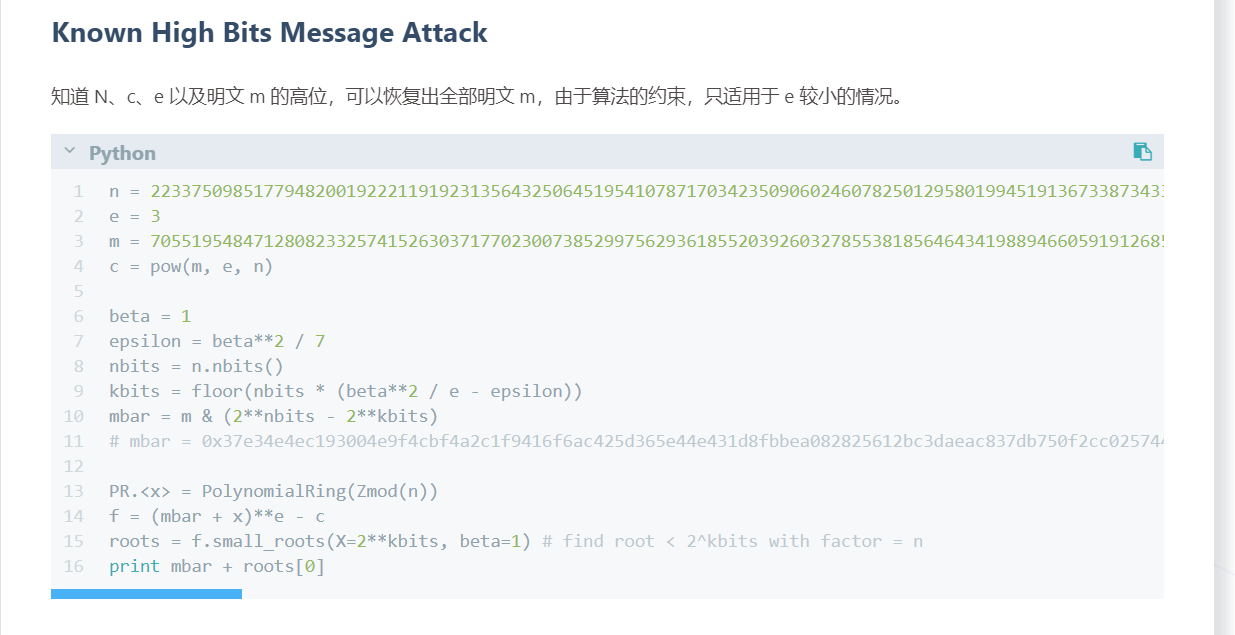 Known High Bits Message Attack
知道 N、c、e 以及明文 m 的高位，可以恢复出全部明文 m，由于算法的约束，只适用于 e 较小的情况。
Python
1 n = 2233750985177948200192221191923135643250645195410787170342350906024607825012958019945191367338734
2 e = 3
3 m = 705519548471280823325741526303717702300738529975629361855203926032785538185646434198894660591912685
4 c = pow(m, e, n)
5
6 beta = 1
7 epsilon = beta**2 / 7
8 nbits = n.nbits()
9 kbits = floor(nbits * (beta**2 / e - epsilon))
10 mbar = m & (2**nbits - 2**kbits)
11 # mbar = 0x37e34e4ec193004e9f4cbf4a2c1f9416f6ac425d365e44e431d8fbbea082825612bc3daeac837db750f2cc02574
12
13 PR.<x> = PolynomialRing(Zmod(n))
14 f = (mbar + x)**e - c
15 roots = f.small_roots(X=2**kbits, beta=1) # find root < 2^kbits with factor = n
16 print mbar + roots[0]